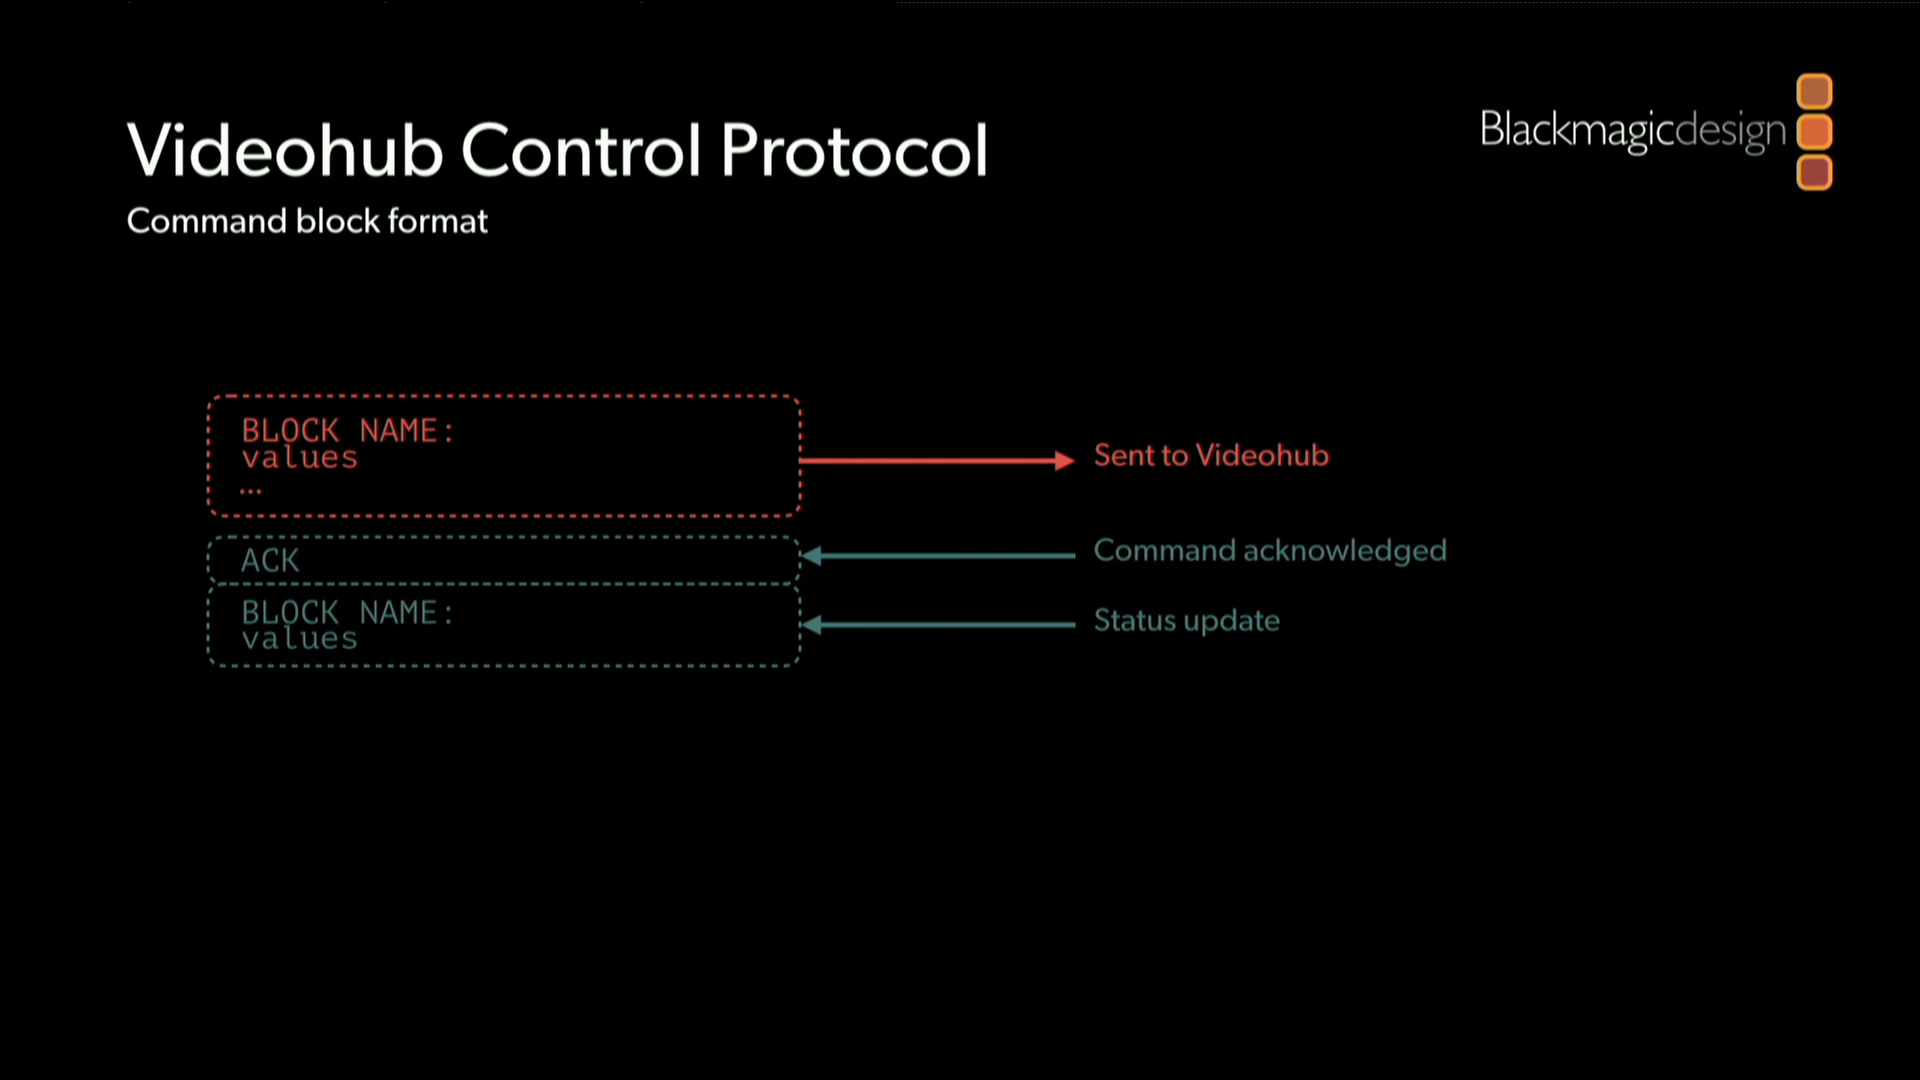 Videohub Control Protocol
Blackmagicdesign
Command block format
BLOCK NAME:
values
...
Sent to Videohub
ACK
Command acknowledged
BLOCK NAME:
values
Status update